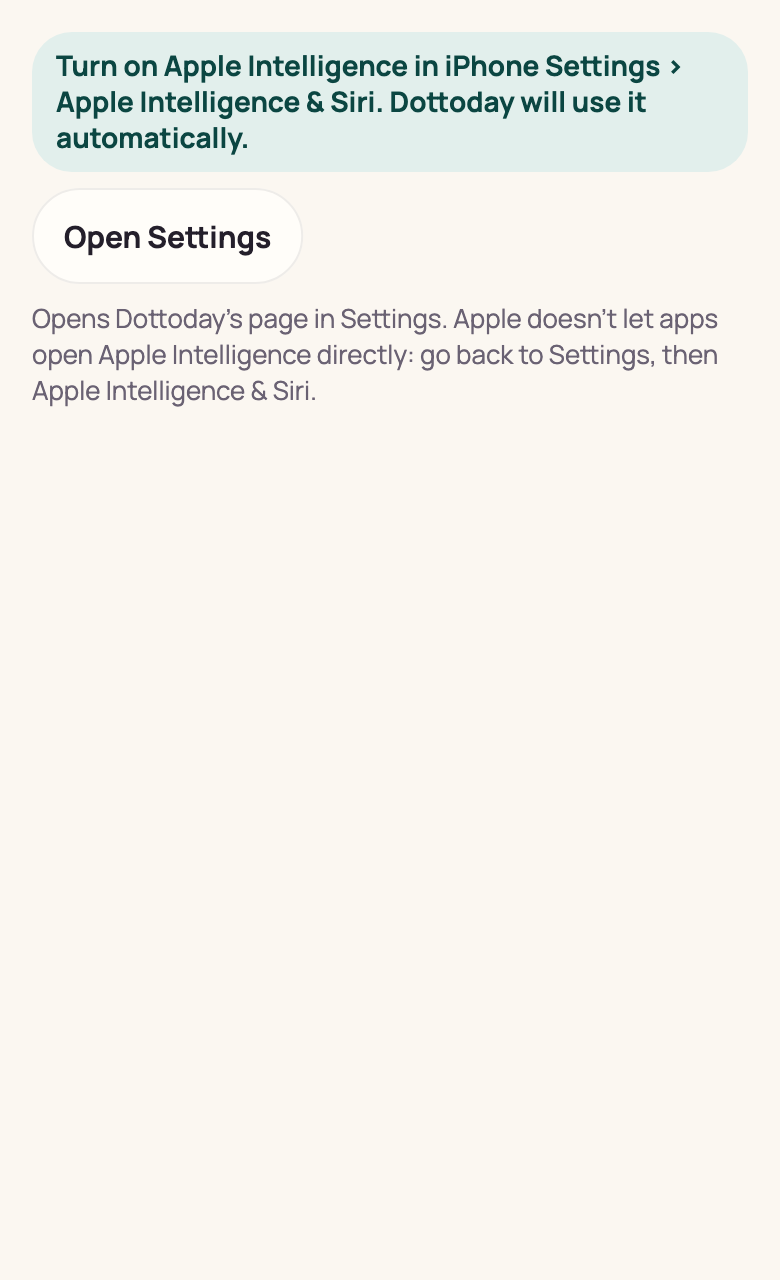 Turn on Apple Intelligence in iPhone Settings ›
Apple Intelligence & Siri. Dottoday will use it
automatically.
Open Settings
Opens Dottoday’s page in Settings. Apple doesn’t let apps
open Apple Intelligence directly: go back to Settings, then
Apple Intelligence & Siri.